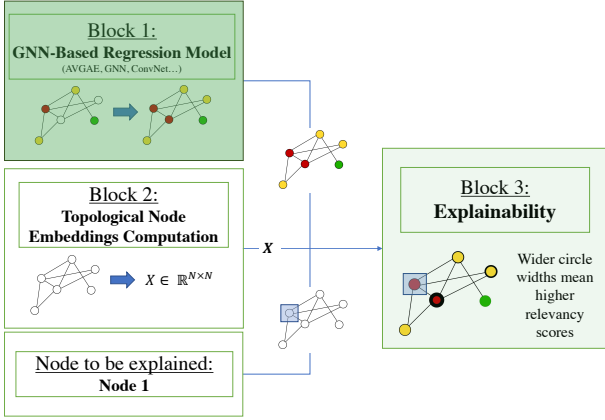 Block 1:
GNN-Based Regression Model
(AVGAE, GNN, ConvNet…)
Block 2:
Topological Node
Embeddings Computation
X ∈ ℝ^{N×N}
Node to be explained:
Node 1
X
Block 3:
Explainability
Wider circle
widths mean
higher
relevancy
scores